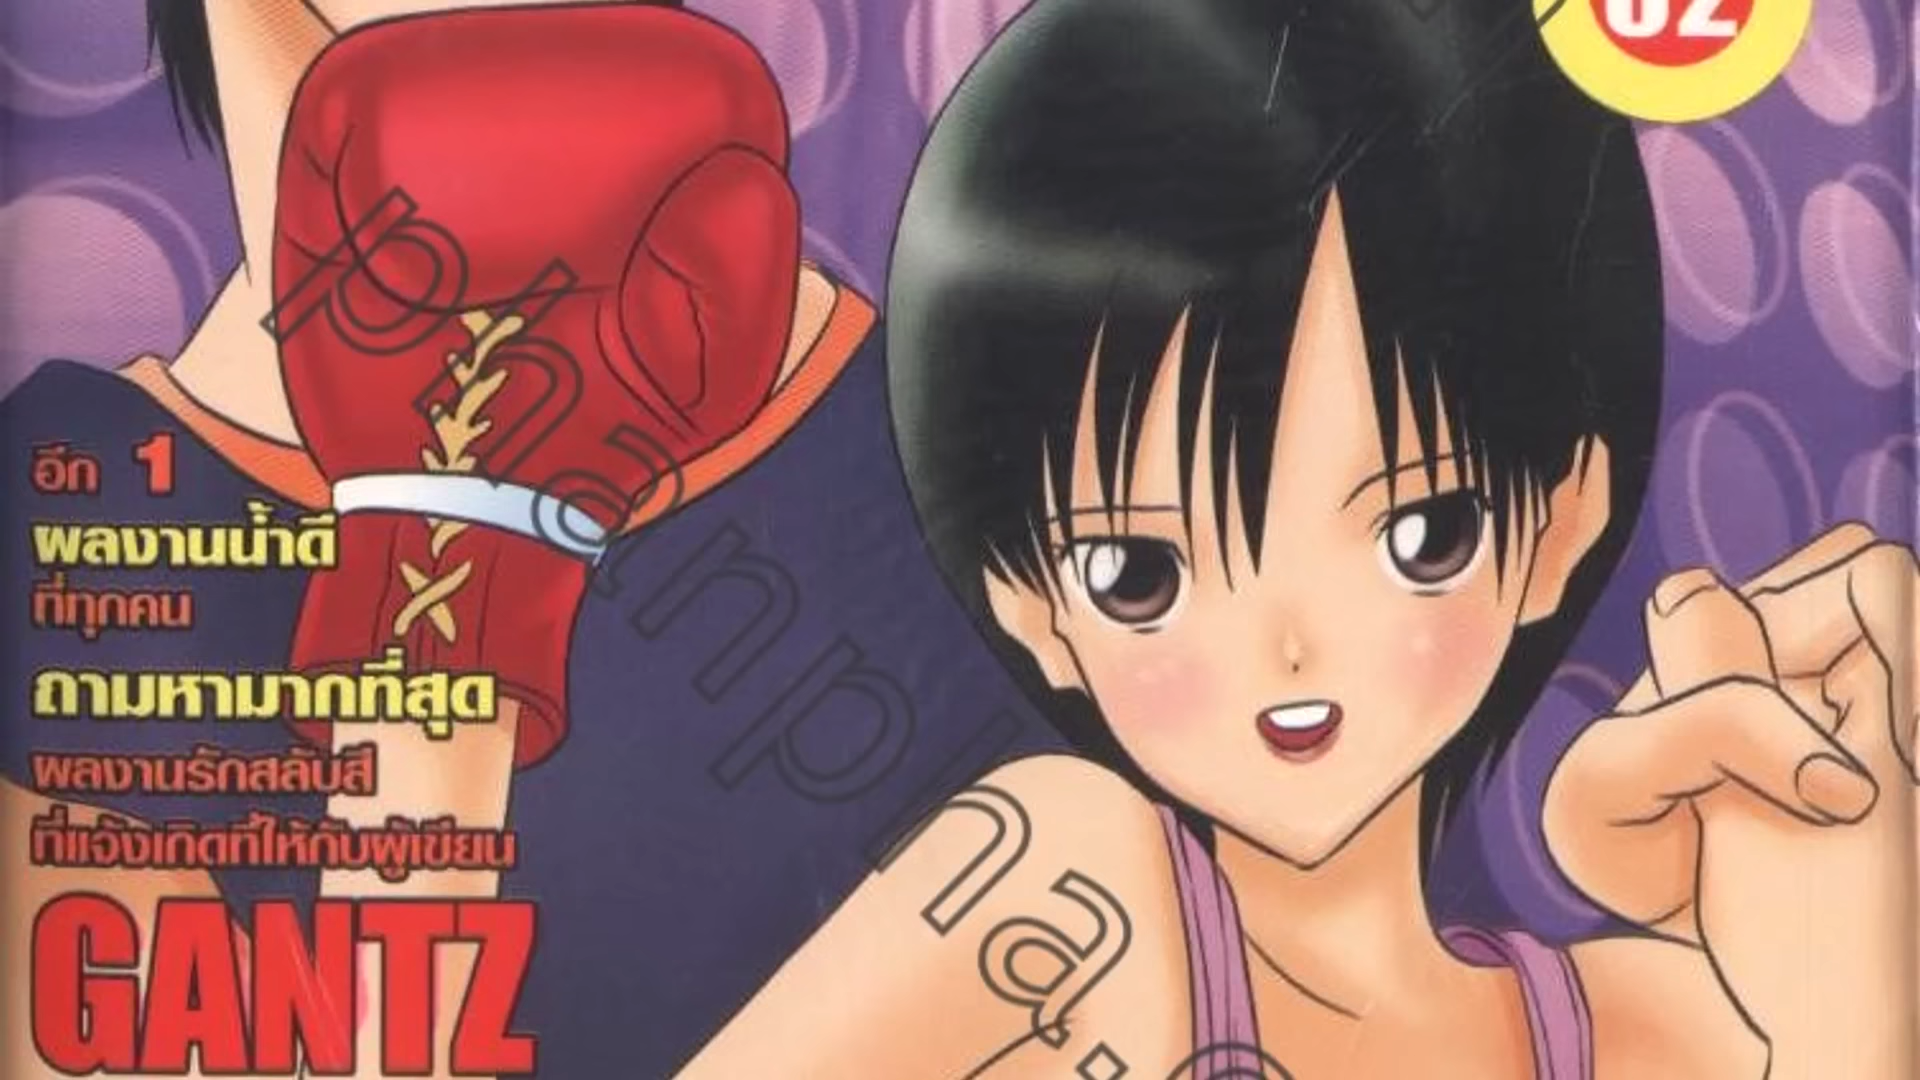 02
อีก 1
ผลงานน้ำดี
ที่ทุกคน
ถามหามากที่สุด
ผลงานรักสลับสี
ที่แจ้งเกิดที่ให้กับผู้เขียน
GANTZ
phanpha.